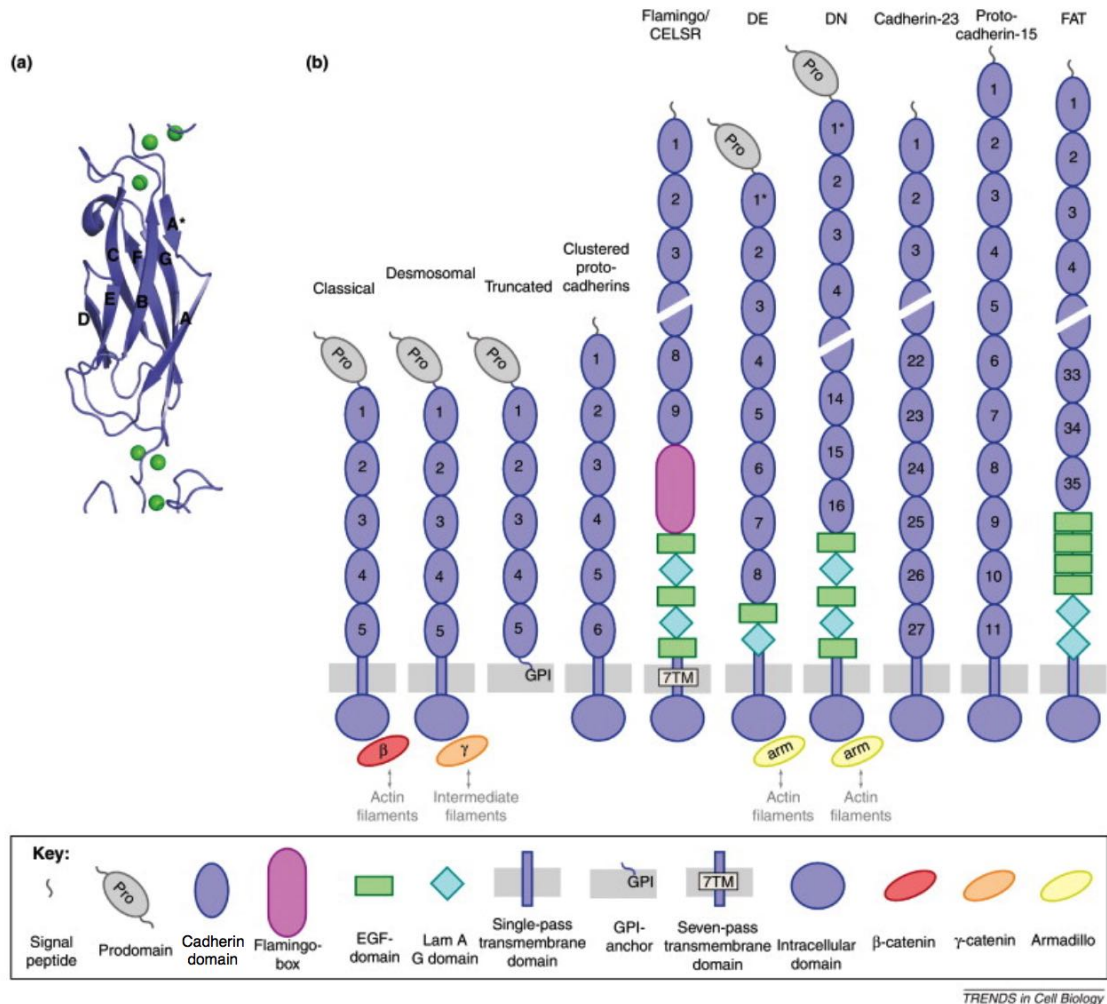 (a)
A*
C
F
G
E
B
D
A
(b)
Classical
Pro
1
2
3
4
5
β
Actin
filaments
Desmosomal
Pro
1
2
3
4
5
γ
Intermediate
filaments
Truncated
Pro
1
2
3
4
5
GPI
Clustered
proto-
cadherins
1
2
3
4
5
6
Flamingo/
CELSR
1
2
3
8
9
7TM
DE
Pro
1*
2
3
4
5
6
7
8
arm
Actin
filaments
DN
Pro
1*
2
3
4
14
15
16
arm
Actin
filaments
Cadherin-23
1
2
3
22
23
24
25
26
27
Proto-
cadherin-15
1
2
3
4
5
6
7
8
9
10
11
FAT
1
2
3
4
33
34
35
Key:
Signal
peptide
Pro
Prodomain
Cadherin
domain
Flamingo-
box
EGF-
domain
Lam A
G domain
Single-pass
transmembrane
domain
GPI
GPI-
anchor
7TM
Seven-pass
transmembrane
domain
Intracellular
domain
β-catenin
γ-catenin
Armadillo
TRENDS in Cell Biology